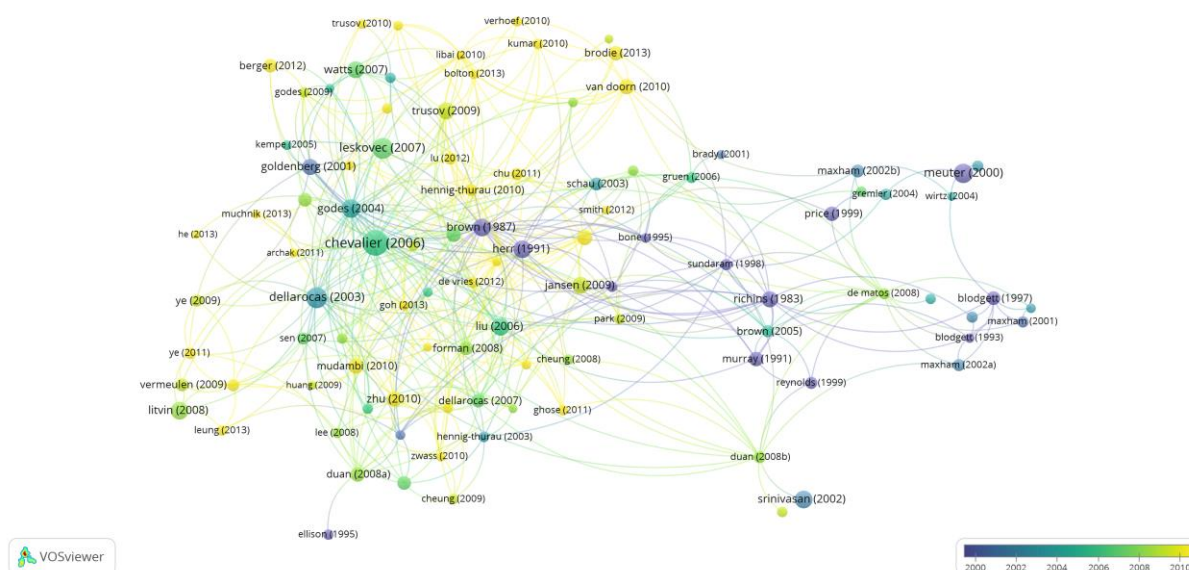 trusov (2010)
verhoef (2010)
kumar (2010)
libai (2010)
brodie (2013)
berger (2012)
watts (2007)
bolton (2013)
van doorn (2010)
godes (2009)
trusov (2009)
kempe (2005)
leskovec (2007)
goldenberg (2001)
lu (2012)
brady (2001)
chu (2011)
schau (2003)
gruen (2006)
maxham (2002b)
meuter (2000)
hennig-thurau (2010)
gremler (2004)
wirtz (2004)
muchnik (2013)
godes (2004)
smith (2012)
price (1999)
he (2013)
brown (1987)
chevalier (2006)
herr (1991)
bone (1995)
archak (2011)
sundaram (1998)
de vries (2012)
jansen (2009)
dellarocas (2003)
ye (2009)
goh (2013)
richins (1983)
de matos (2008)
blodgett (1997)
park (2009)
liu (2006)
maxham (2001)
sen (2007)
brown (2005)
blodgett (1993)
ye (2011)
forman (2008)
mudambi (2010)
cheung (2008)
murray (1991)
maxham (2002a)
vermeulen (2009)
huang (2009)
reynolds (1999)
zhu (2010)
dellarocas (2007)
litvin (2008)
ghose (2011)
leung (2013)
lee (2008)
hennig-thurau (2003)
zwass (2010)
duan (2008b)
duan (2008a)
cheung (2009)
srinivasan (2002)
ellison (1995)
VOSviewer
2000 2002 2004 2006 2008 2010